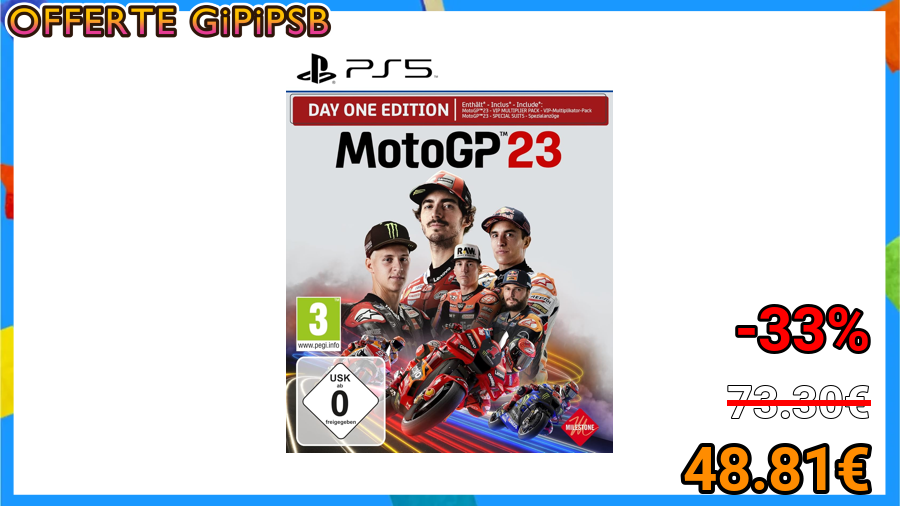 OFFERTE GiPiPSB
PS5
DAY ONE EDITION
Enthält* - Inclus* - Include*:
MotoGP™23 - VIP MULTIPLIER PACK - VIP-Multiplikator-Pack
MotoGP™23 - SPECIAL SUITS - Spezialanzüge
MotoGP™23
RAW
3
www.pegi.info
USK
ab
0
freigegeben
MILESTONE
-33%
73.30€
48.81€